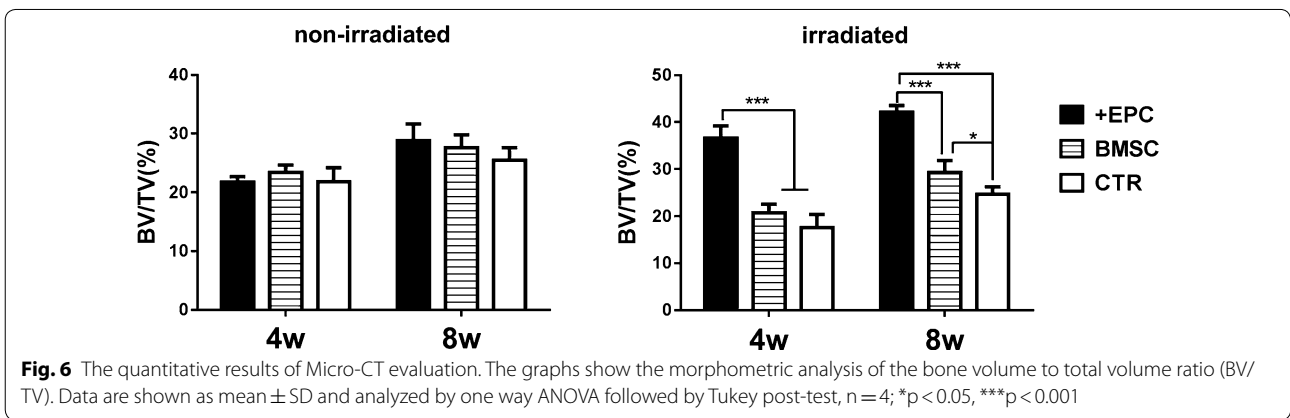 non-irradiated
BV/TV(%)
40
30
20
10
0
4w
8w
irradiated
BV/TV(%)
50
40
30
20
10
0
***
***
***
*
4w
8w
+EPC
BMSC
CTR
Fig. 6 The quantitative results of Micro-CT evaluation. The graphs show the morphometric analysis of the bone volume to total volume ratio (BV/
TV). Data are shown as mean ± SD and analyzed by one way ANOVA followed by Tukey post-test, n = 4; *p < 0.05, ***p < 0.001